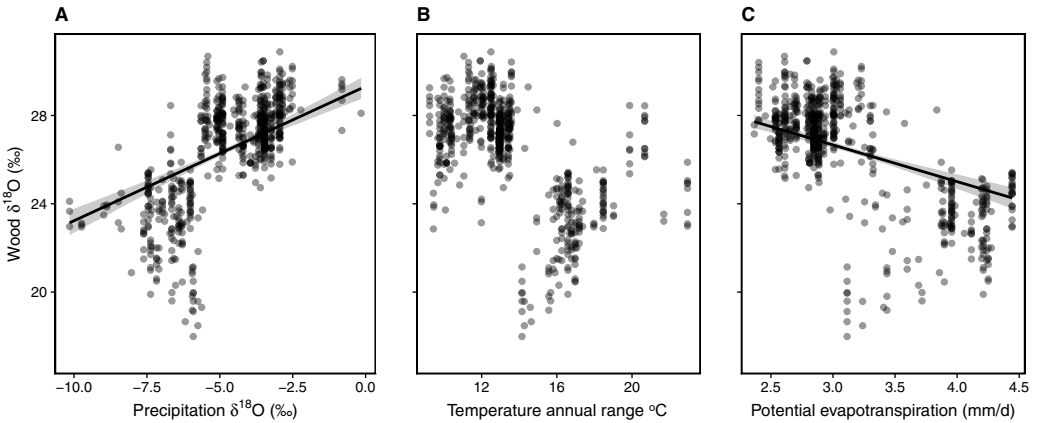 A
B
C
Wood δ¹⁸O (‰)
28
24
20
−10.0 −7.5 −5.0 −2.5 0.0
12 16 20
2.5 3.0 3.5 4.0 4.5
Precipitation δ¹⁸O (‰)
Temperature annual range ºC
Potential evapotranspiration (mm/d)